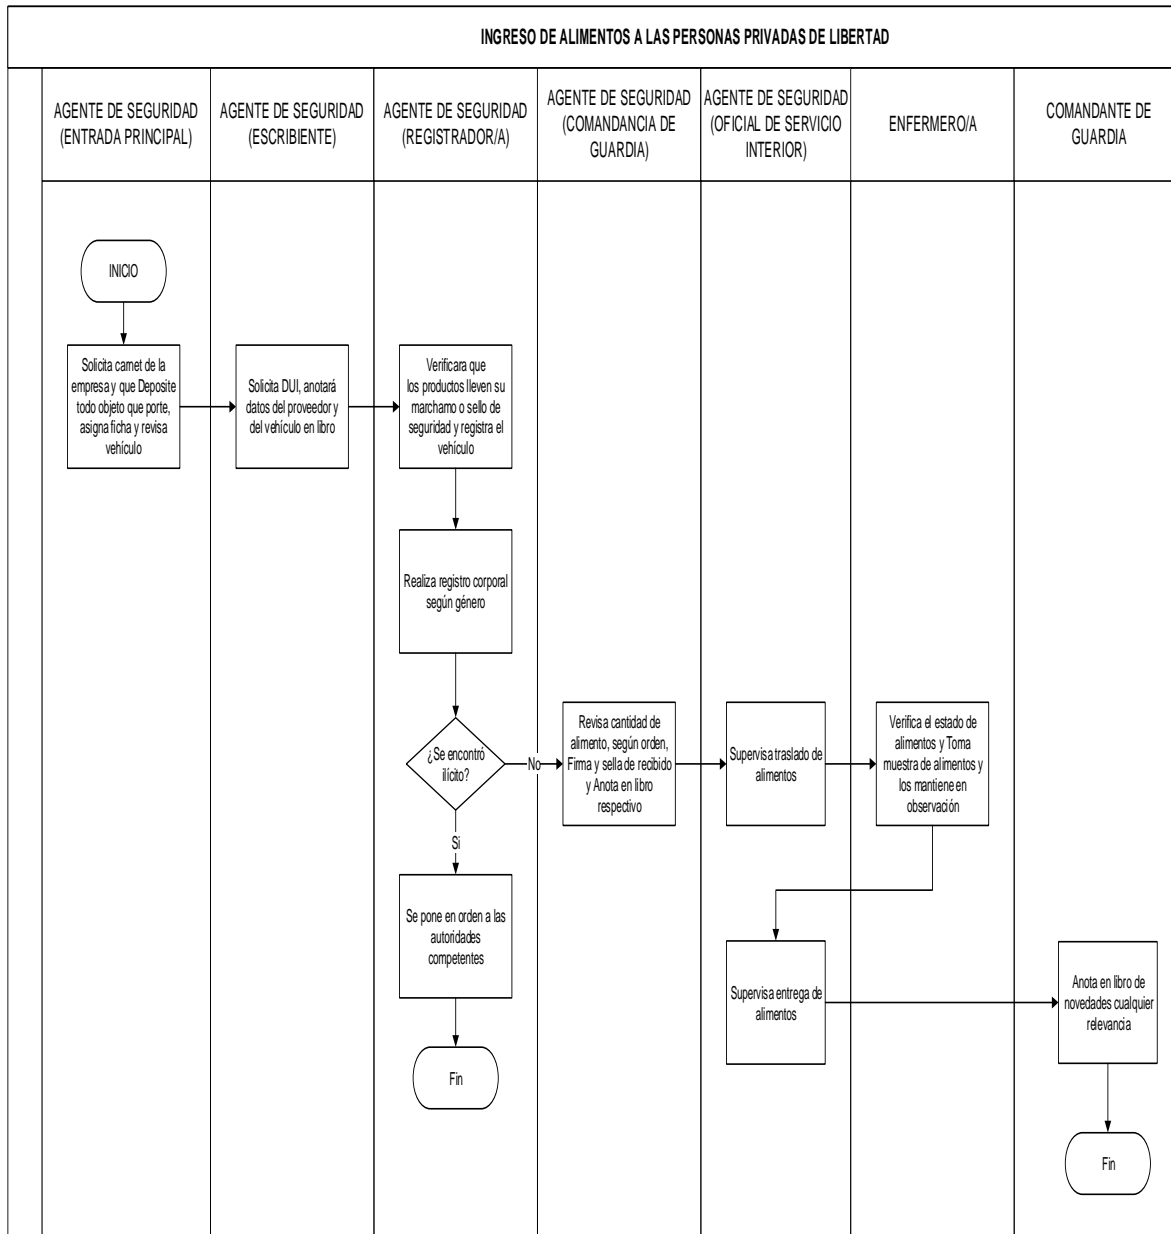 INGRESO DE ALIMENTOS A LAS PERSONAS PRIVADAS DE LIBERTAD
AGENTE DE SEGURIDAD
(ENTRADA PRINCIPAL)
AGENTE DE SEGURIDAD
(ESCRIBIENTE)
AGENTE DE SEGURIDAD
(REGISTRADOR/A)
AGENTE DE SEGURIDAD
(COMANDANCIA DE
GUARDIA)
AGENTE DE SEGURIDAD
(OFICIAL DE SERVICIO
INTERIOR)
ENFERMERO/A
COMANDANTE DE
GUARDIA
INICIO
Solicita carnet de la
empresa y que Deposite
todo objeto que porte,
asigna ficha y revisa
vehículo
Solicita DUI, anotará
datos del proveedor y
del vehículo en libro
Verificara que
los productos lleven su
marchamo o sello de
seguridad y registra el
vehículo
Realiza registro corporal
según género
¿Se encontró
ilícito?
No
Revisa cantidad de
alimento, según orden,
Firma y sella de recibido
y Anota en libro
respectivo
Supervisa traslado de
alimentos
Verifica el estado de
alimentos y Toma
muestra de alimentos y
los mantiene en
observación
Si
Se pone en orden a las
autoridades
competentes
Supervisa entrega de
alimentos
Anota en libro de
novedades cualquier
relevancia
Fin
Fin